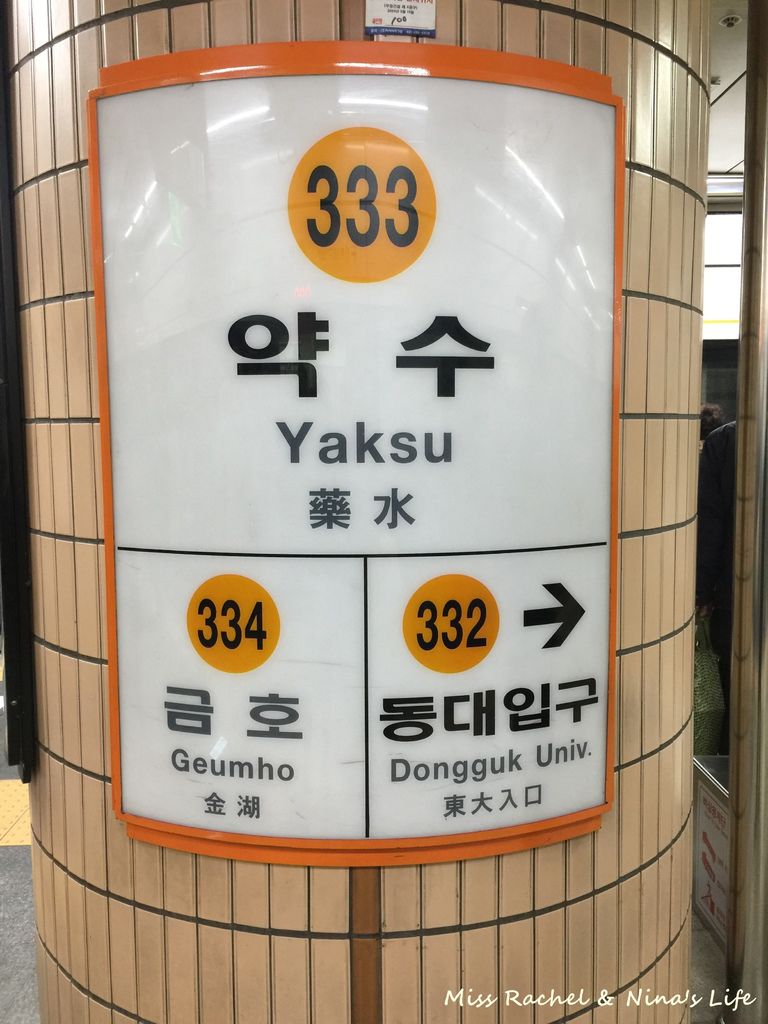 100
333
약 수
Yaksu
藥 水
334
금 호
Geumho
金 湖
332 →
동대입구
Dongguk Univ.
東大入口
Miss Rachel & Nina's Life